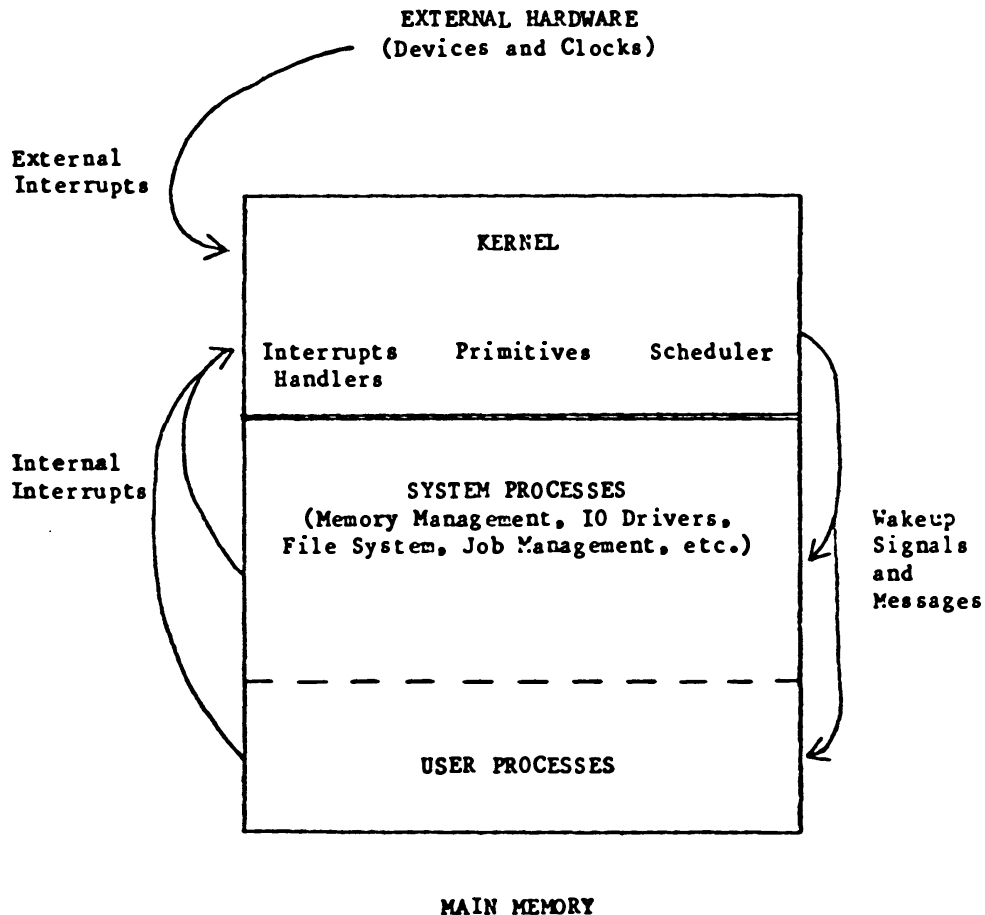 EXTERNAL HARDWARE
(Devices and Clocks)
External
Interrupts
KERNEL
Interrupts Primitives Scheduler
Handlers
Internal
Interrupts
SYSTEM PROCESSES
(Memory Management, IO Drivers,
File System, Job Management, etc.)
Wakeup
Signals
and
Messages
USER PROCESSES
MAIN MEMORY